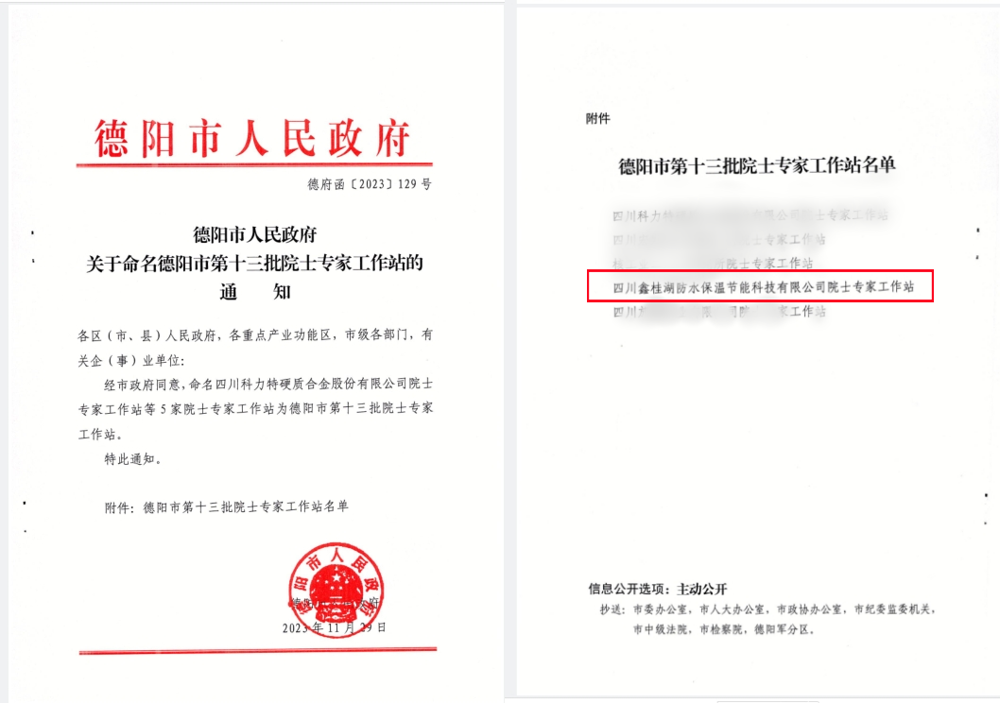 德阳市人民政府
德府函〔2023〕129 号
德阳市人民政府
关于命名德阳市第十三批院士专家工作站的
通 知
各区（市、县）人民政府，各重点产业功能区，市级各部门，有
关企（事）业单位：
经市政府同意，命名四川科力特硬质合金股份有限公司院士
专家工作站等 5 家院士专家工作站为德阳市第十三批院士专家
工作站。
特此通知。
附件：德阳市第十三批院士专家工作站名单
德阳市人民政府
2023 年 11 月 29 日
附件
德阳市第十三批院士专家工作站名单
四川科力特 有限公司院士专家工作站
四川 院士专家工作站
院士专家工作站
四川鑫桂湖防水保温节能科技有限公司院士专家工作站
四川 司院 家工作站
信息公开选项：主动公开
抄送：市委办公室，市人大办公室，市政协办公室，市纪委监委机关，
市中级法院，市检察院，德阳军分区。